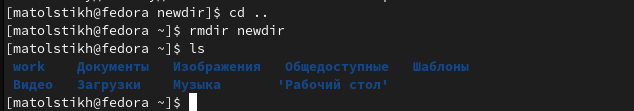 [matolstikh@fedora newdir]$ cd ..
[matolstikh@fedora ~]$ rmdir newdir
[matolstikh@fedora ~]$ ls
work Документы Изображения Общедоступные Шаблоны
Видео Загрузки Музыка 'Рабочий стол'
[matolstikh@fedora ~]$